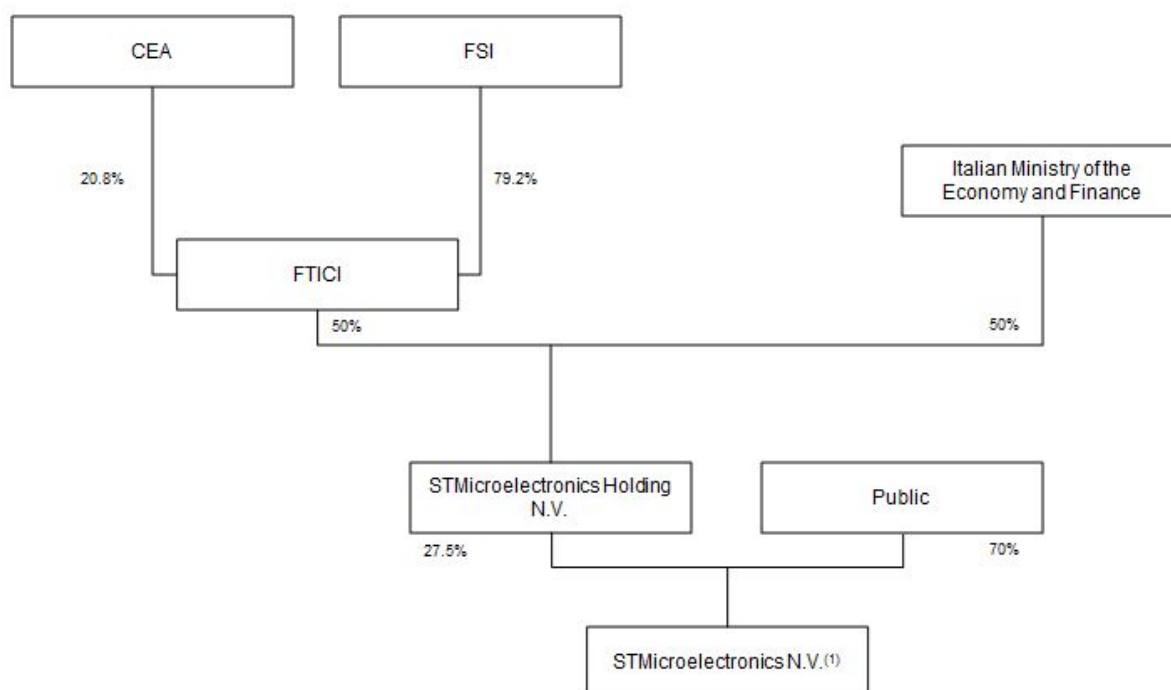 CEA
FSI
20.8%
79.2%
Italian Ministry of the
Economy and Finance
FTICI
50%
50%
STMicroelectronics Holding
N.V.
Public
27.5%
70%
STMicroelectronics N.V.(1)